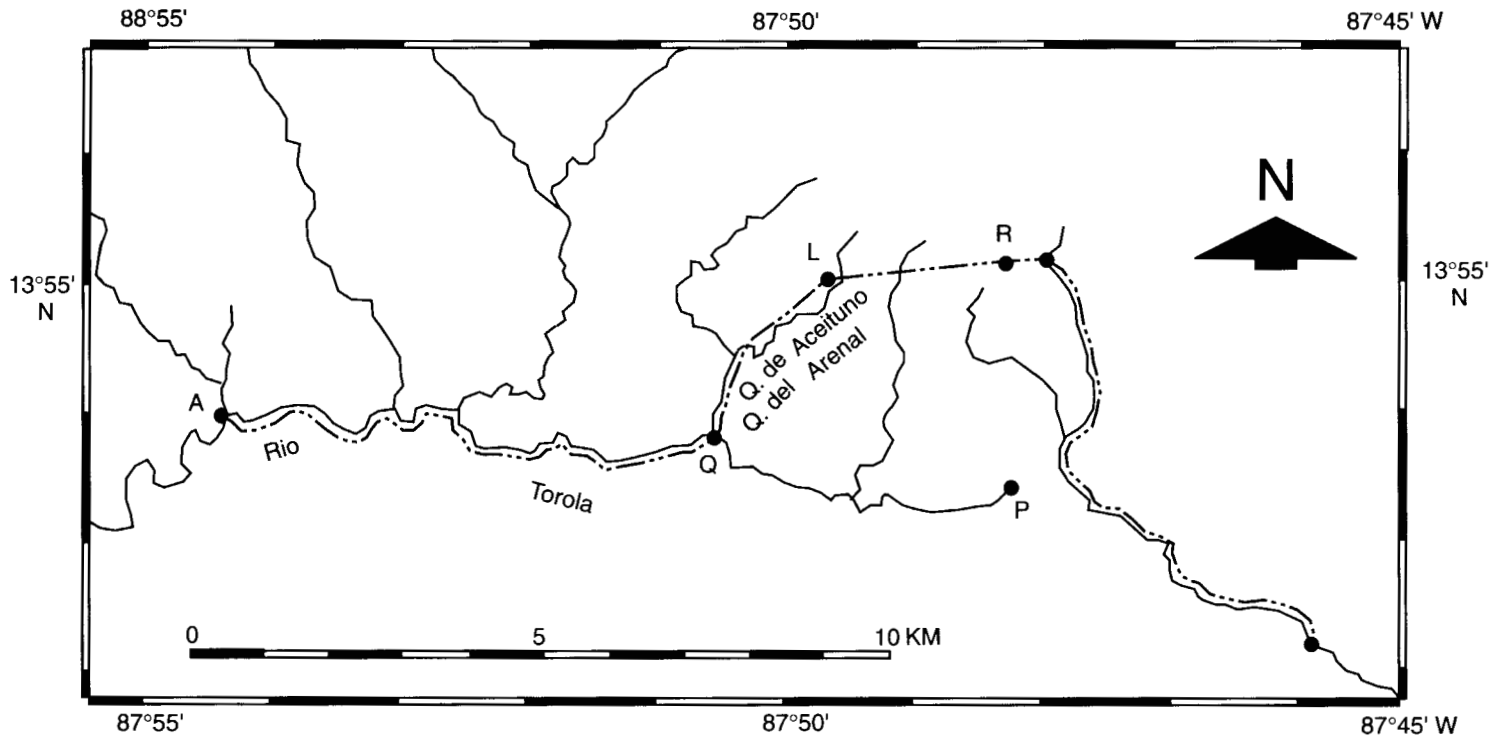 88°55'
87°50'
87°45' W
N
L
R
13°55'
N
13°55'
N
Q. de Aceituno
Q. del Arenal
A
Rio
Q
Torola
P
0
5
10 KM
87°55'
87°50'
87°45' W